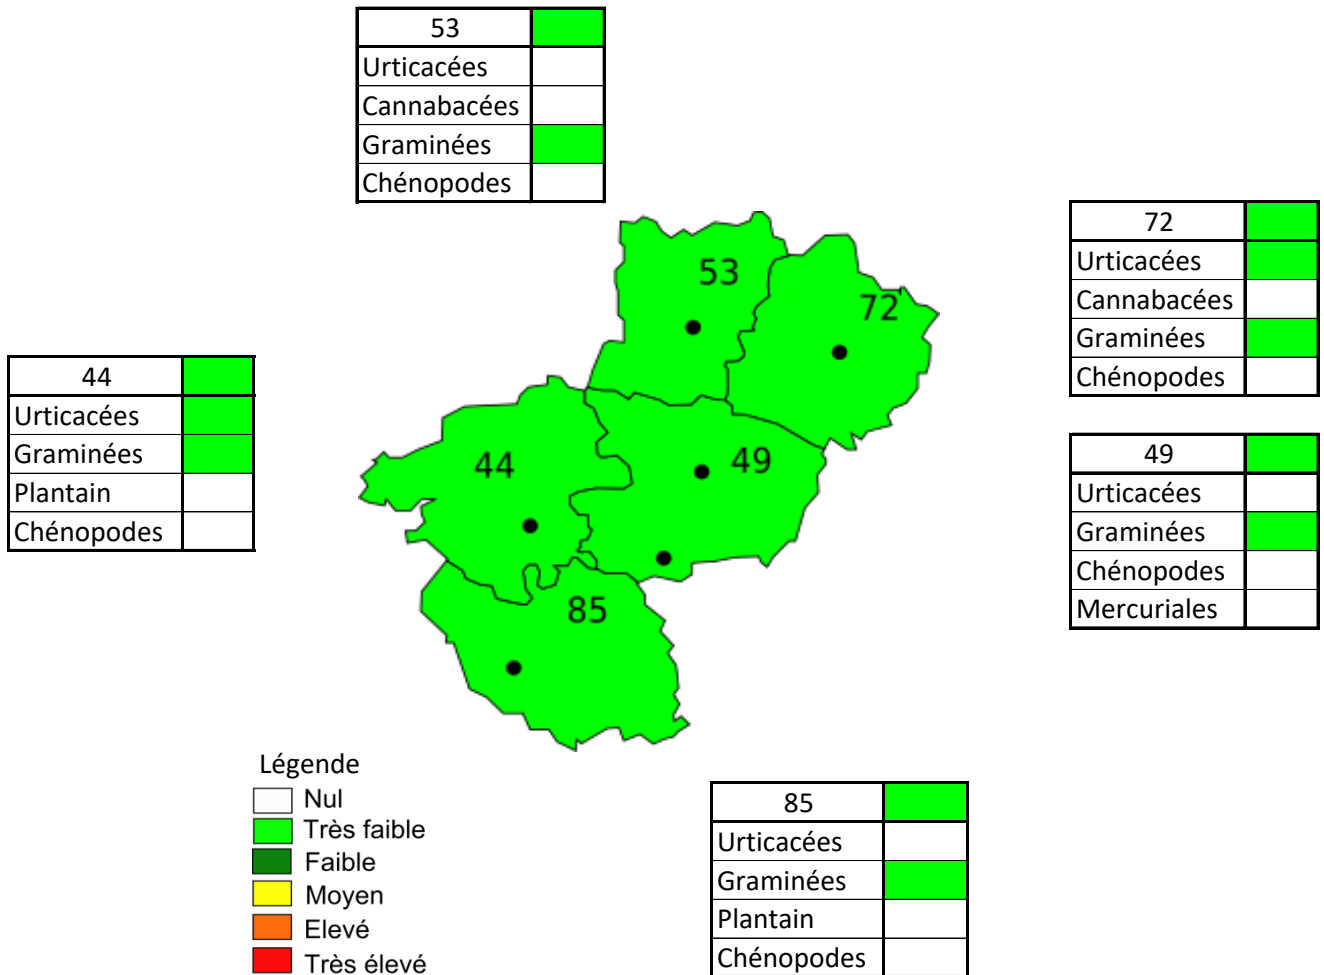 53
Urticacées
Cannabacées
Graminées
Chénopodes
53
72
72
Urticacées
Cannabacées
Graminées
Chénopodes
44
Urticacées
Graminées
Plantain
Chénopodes
44
49
49
Urticacées
Graminées
Chénopodes
Mercuriales
85
Légende
Nul
Très faible
Faible
Moyen
Elevé
Très élevé
85
Urticacées
Graminées
Plantain
Chénopodes